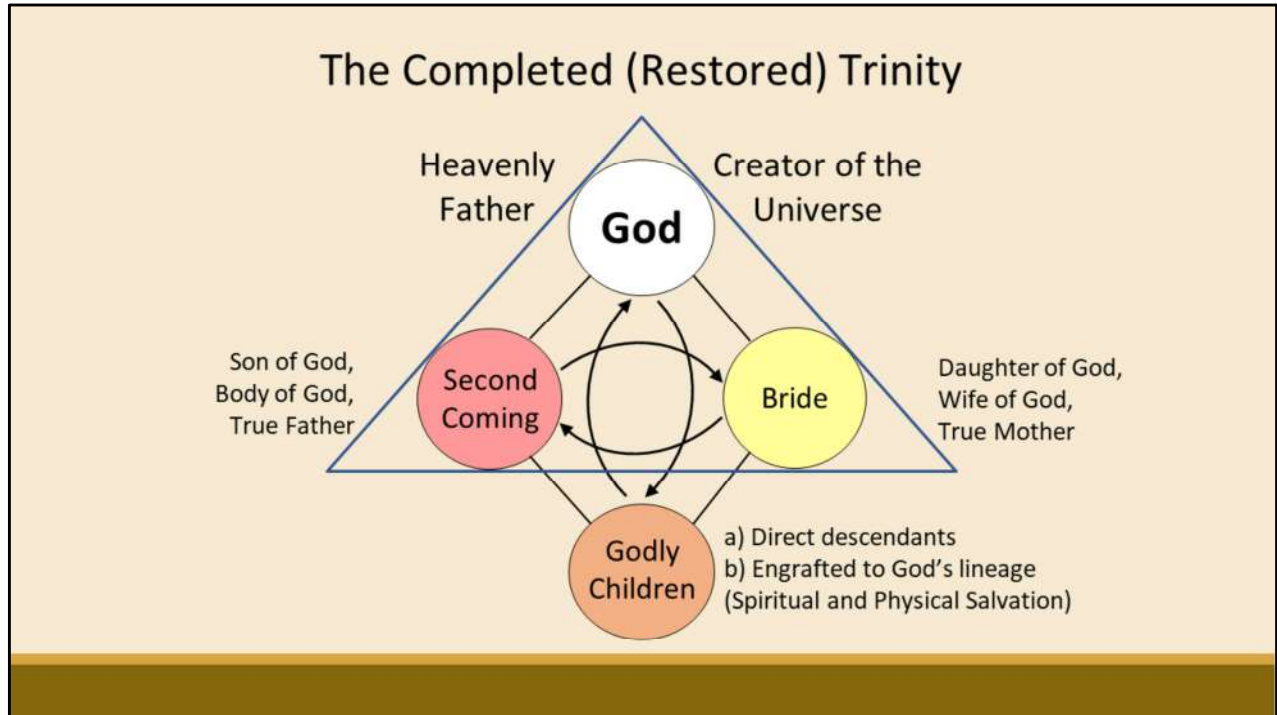 The Completed (Restored) Trinity
Heavenly
Father
Creator of the
Universe
God
Son of God,
Body of God,
True Father
Second
Coming
Bride
Daughter of God,
Wife of God,
True Mother
Godly
Children
a) Direct descendants
b) Engrafted to God's lineage
(Spiritual and Physical Salvation)